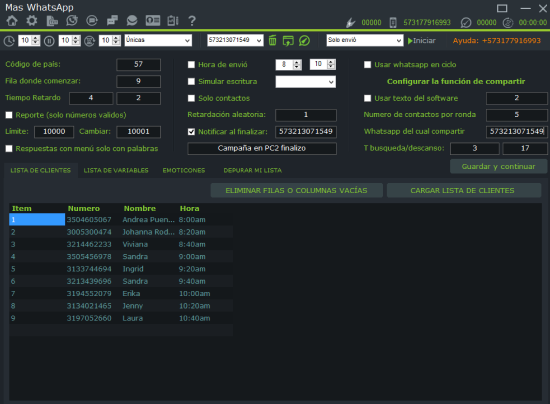 Mas WhatsApp
00000 573177916993 00000 00:00:00
10 10 10 Únicas 573213071549 Solo envió Iniciar Ayuda: +573177916993
Código de país: 57
Fila donde comenzar: 9
Tiempo Retardo 4 2
Reporte (solo números validos)
Límite: 10000 Cambiar: 10001
Respuestas con menú solo con palabras
Hora de envió 8 10
Simular escritura
Solo contactos
Retardación aleatoria: 1
Notificar al finalizar: 573213071549
Campaña en PC2 finalizo
Usar whatsapp en ciclo
Configurar la función de compartir
Usar texto del software 2
Numero de contactos por ronda 5
Whatsapp del cual compartir 573213071549
T busqueda/descanso: 3 17
Guardar y continuar
LISTA DE CLIENTES LISTA DE VARIABLES EMOTICONES DEPURAR MI LISTA
ELIMINAR FILAS O COLUMNAS VACÍAS CARGAR LISTA DE CLIENTES
Item Numero Nombre Hora
1 3504605067 Andrea Puen... 8:00am
2 3005300474 Johanna Rod... 8:20am
3 3214462233 Viviana 8:40am
4 3505456978 Sandra 9:00am
5 3133744694 Ingrid 9:20am
6 3213439696 Sandra 9:40am
7 3194552079 Erika 10:00am
8 3134021465 Jenny 10:20am
9 3197052660 Laura 10:40am